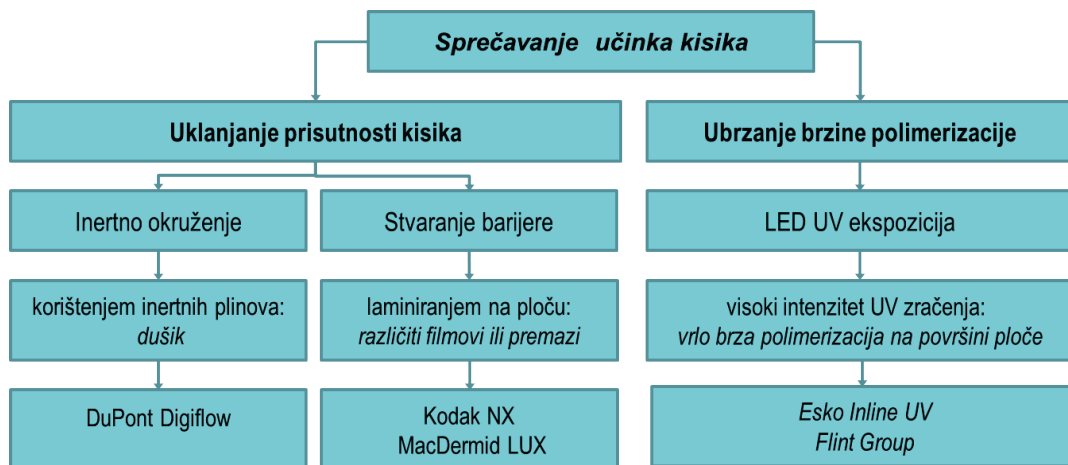 Sprečavanje učinka kisika
Uklanjanje prisutnosti kisika
Ubrzanje brzine polimerizacije
Inertno okruženje
Stvaranje barijere
LED UV ekspozicija
korištenjem inertnih plinova:
dušik
laminiranjem na ploču:
različiti filmovi ili premazi
visoki intenzitet UV zračenja:
vrlo brza polimerizacija na površini ploče
DuPont Digiflow
Kodak NX
MacDermid LUX
Esko Inline UV
Flint Group